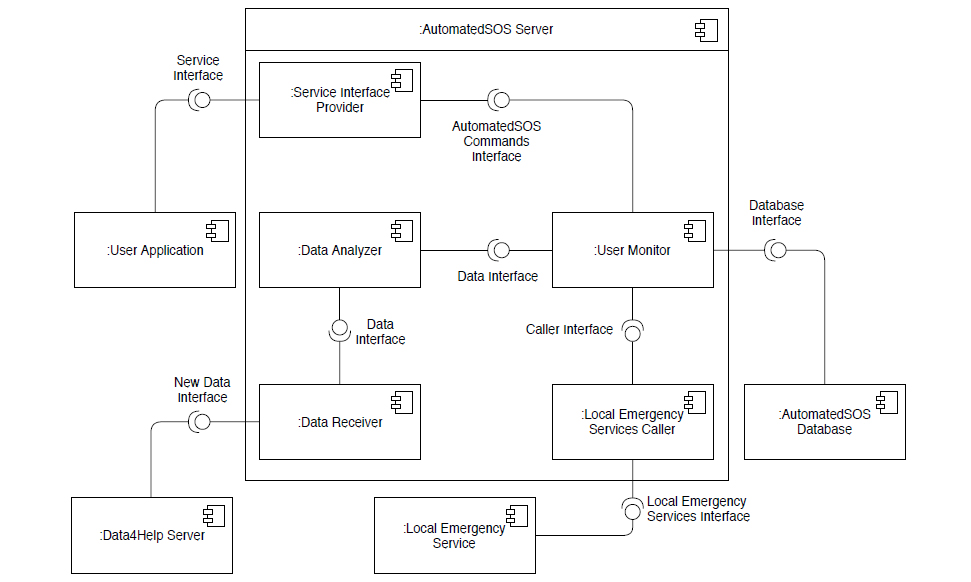 :AutomatedSOS Server
Service
Interface
:Service Interface
Provider
AutomatedSOS
Commands
Interface
:User Application
:Data Analyzer
Data Interface
:User Monitor
Database
Interface
Data
Interface
Caller Interface
New Data
Interface
:Data Receiver
:Local Emergency
Services Caller
:AutomatedSOS
Database
:Data4Help Server
:Local Emergency
Service
Local Emergency
Services Interface